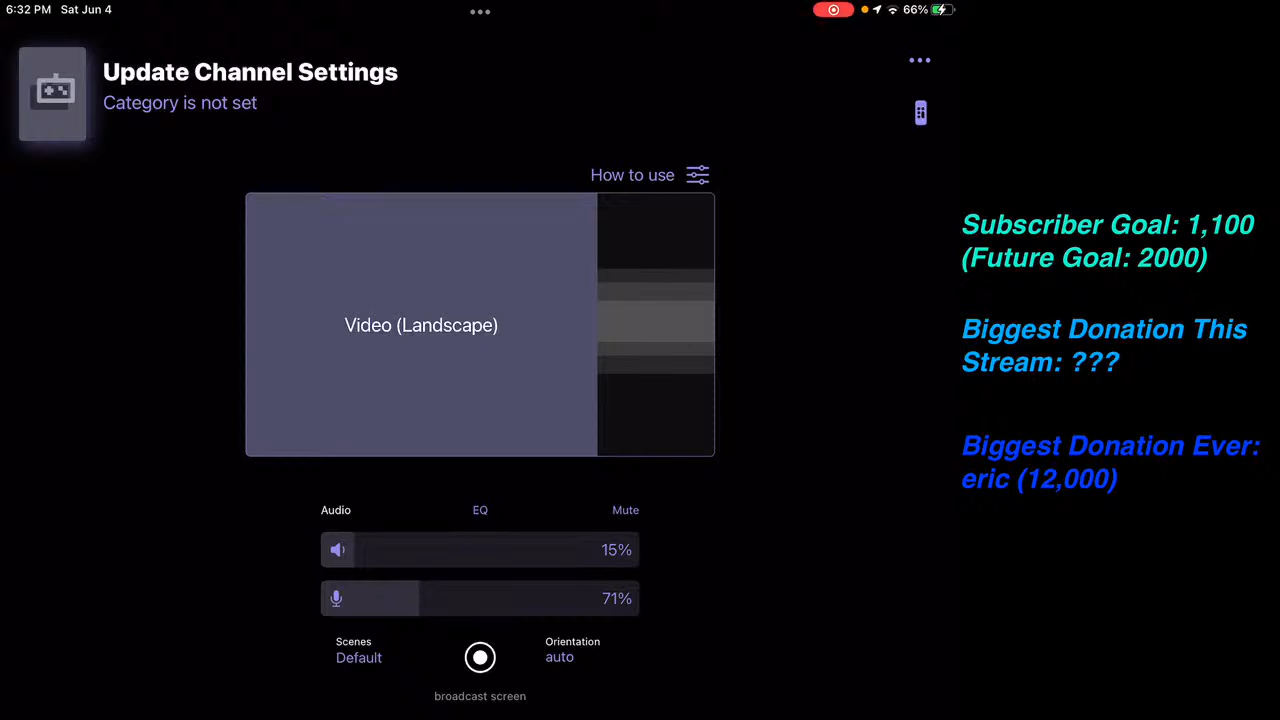 6:32 PM Sat Jun 4
66%
Update Channel Settings
Category is not set
How to use
Video (Landscape)
Subscriber Goal: 1,100
(Future Goal: 2000)
Biggest Donation This
Stream: ???
Biggest Donation Ever:
eric (12,000)
Audio EQ Mute
15%
71%
Scenes
Default
Orientation
auto
broadcast screen